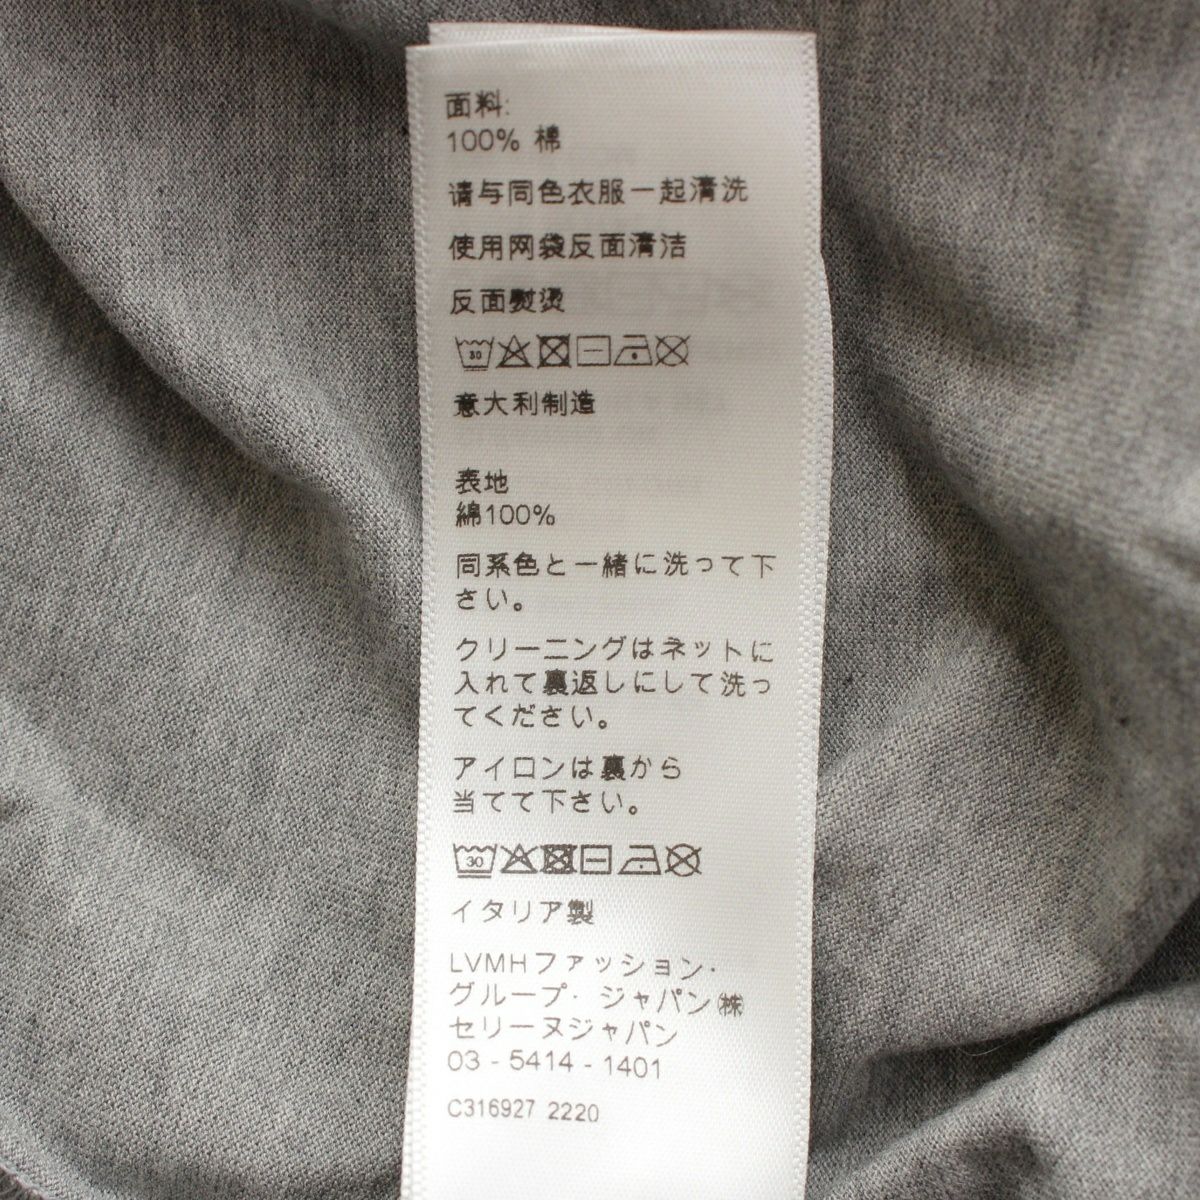 面料:
100% 棉
请与同色衣服一起清洗
使用网袋反面清洁
反面熨烫
30
意大利制造
表地
綿100%
同系色と一緒に洗って下
さい。
クリーニングはネットに
入れて裏返しにして洗っ
てください。
アイロンは裏から
当てて下さい。
30
イタリア製
LVMHファッション·
グループ·ジャパン㈱
セリーヌジャパン
03 - 5414 - 1401
C316927 2220